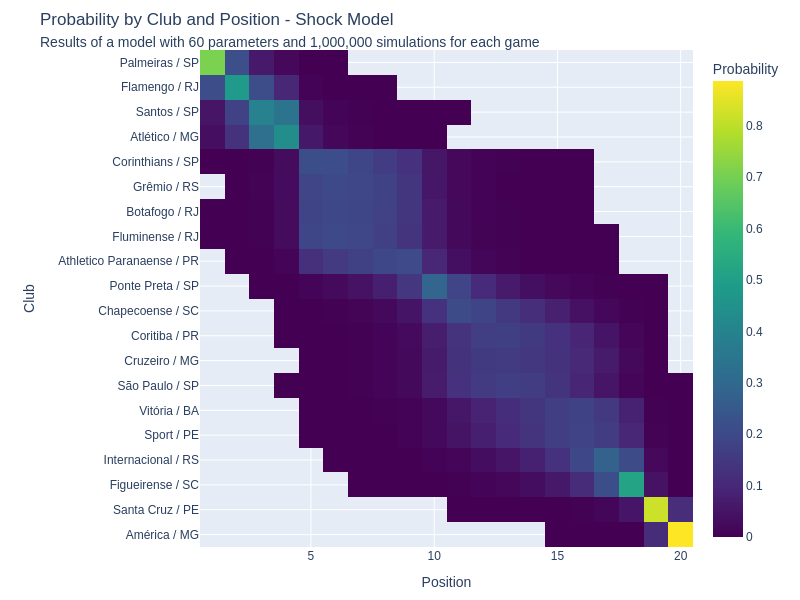 Probability by Club and Position - Shock Model
Results of a model with 60 parameters and 1,000,000 simulations for each game
Probability
Palmeiras / SP
Flamengo / RJ
Santos / SP
Atlético / MG
Corinthians / SP
Grêmio / RS
Botafogo / RJ
Fluminense / RJ
Athletico Paranaense / PR
Ponte Preta / SP
Chapecoense / SC
Coritiba / PR
Cruzeiro / MG
São Paulo / SP
Vitória / BA
Sport / PE
Internacional / RS
Figueirense / SC
Santa Cruz / PE
América / MG
Club
5
10
15
20
Position
0.8
0.7
0.6
0.5
0.4
0.3
0.2
0.1
0